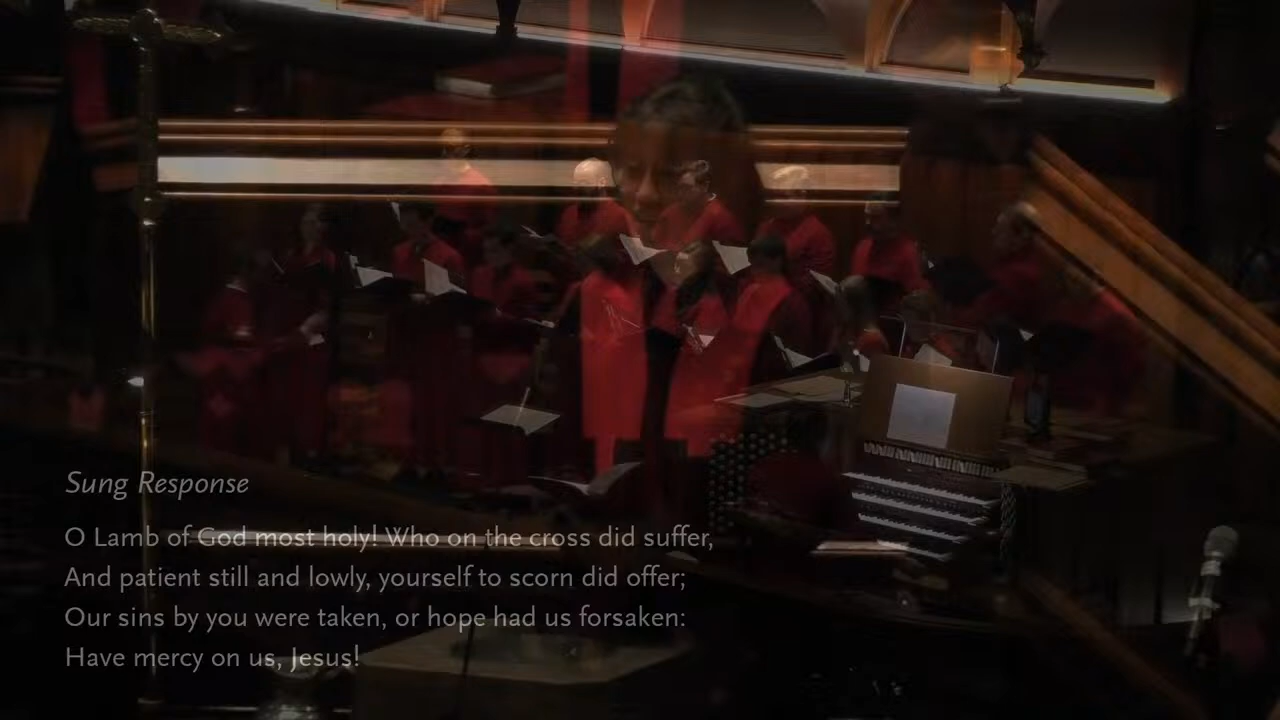 Sung Response
O Lamb of God most holy! Who on the cross did suffer,
And patient still and lowly, yourself to scorn did offer;
Our sins by you were taken, or hope had us forsaken:
Have mercy on us, Jesus!